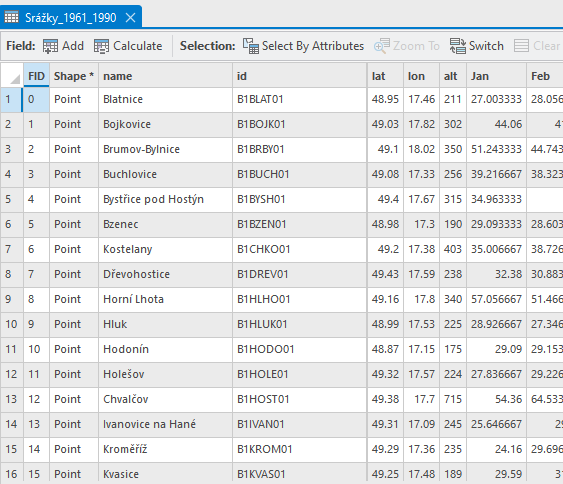 Srážky_1961_1990
Field: Add Calculate Selection: Select By Attributes Zoom To Switch Clear
FID Shape * name id lat lon alt Jan Feb
1 0 Point Blatnice B1BLAT01 48.95 17.46 211 27.003333 28.056
2 1 Point Bojkovice B1BOJK01 49.03 17.82 302 44.06 41
3 2 Point Brumov-Bylnice B1BRBY01 49.1 18.02 350 51.243333 44.743
4 3 Point Buchlovice B1BUCH01 49.08 17.33 256 39.216667 38.323
5 4 Point Bystřice pod Hostýn B1BYSH01 49.4 17.67 315 34.963333
6 5 Point Bzenec B1BZEN01 48.98 17.3 190 29.093333 28.603
7 6 Point Kostelany B1CHKO01 49.2 17.38 403 35.006667 38.726
8 7 Point Dřevohostice B1DREV01 49.43 17.59 238 32.38 30.883
9 8 Point Horní Lhota B1HLHO01 49.16 17.8 340 57.056667 51.466
10 9 Point Hluk B1HLUK01 48.99 17.53 225 28.926667 27.346
11 10 Point Hodonín B1HODO01 48.87 17.15 175 29.09 29.153
12 11 Point Holešov B1HOLE01 49.32 17.57 224 27.836667 29.226
13 12 Point Chvalčov B1HOST01 49.38 17.7 715 54.36 64.533
14 13 Point Ivanovice na Hané B1IVAN01 49.31 17.09 245 25.646667 29
15 14 Point Kroměříž B1KROM01 49.29 17.36 235 24.16 29.696
16 15 Point Kvasice B1KVAS01 49.25 17.48 189 29.59 31